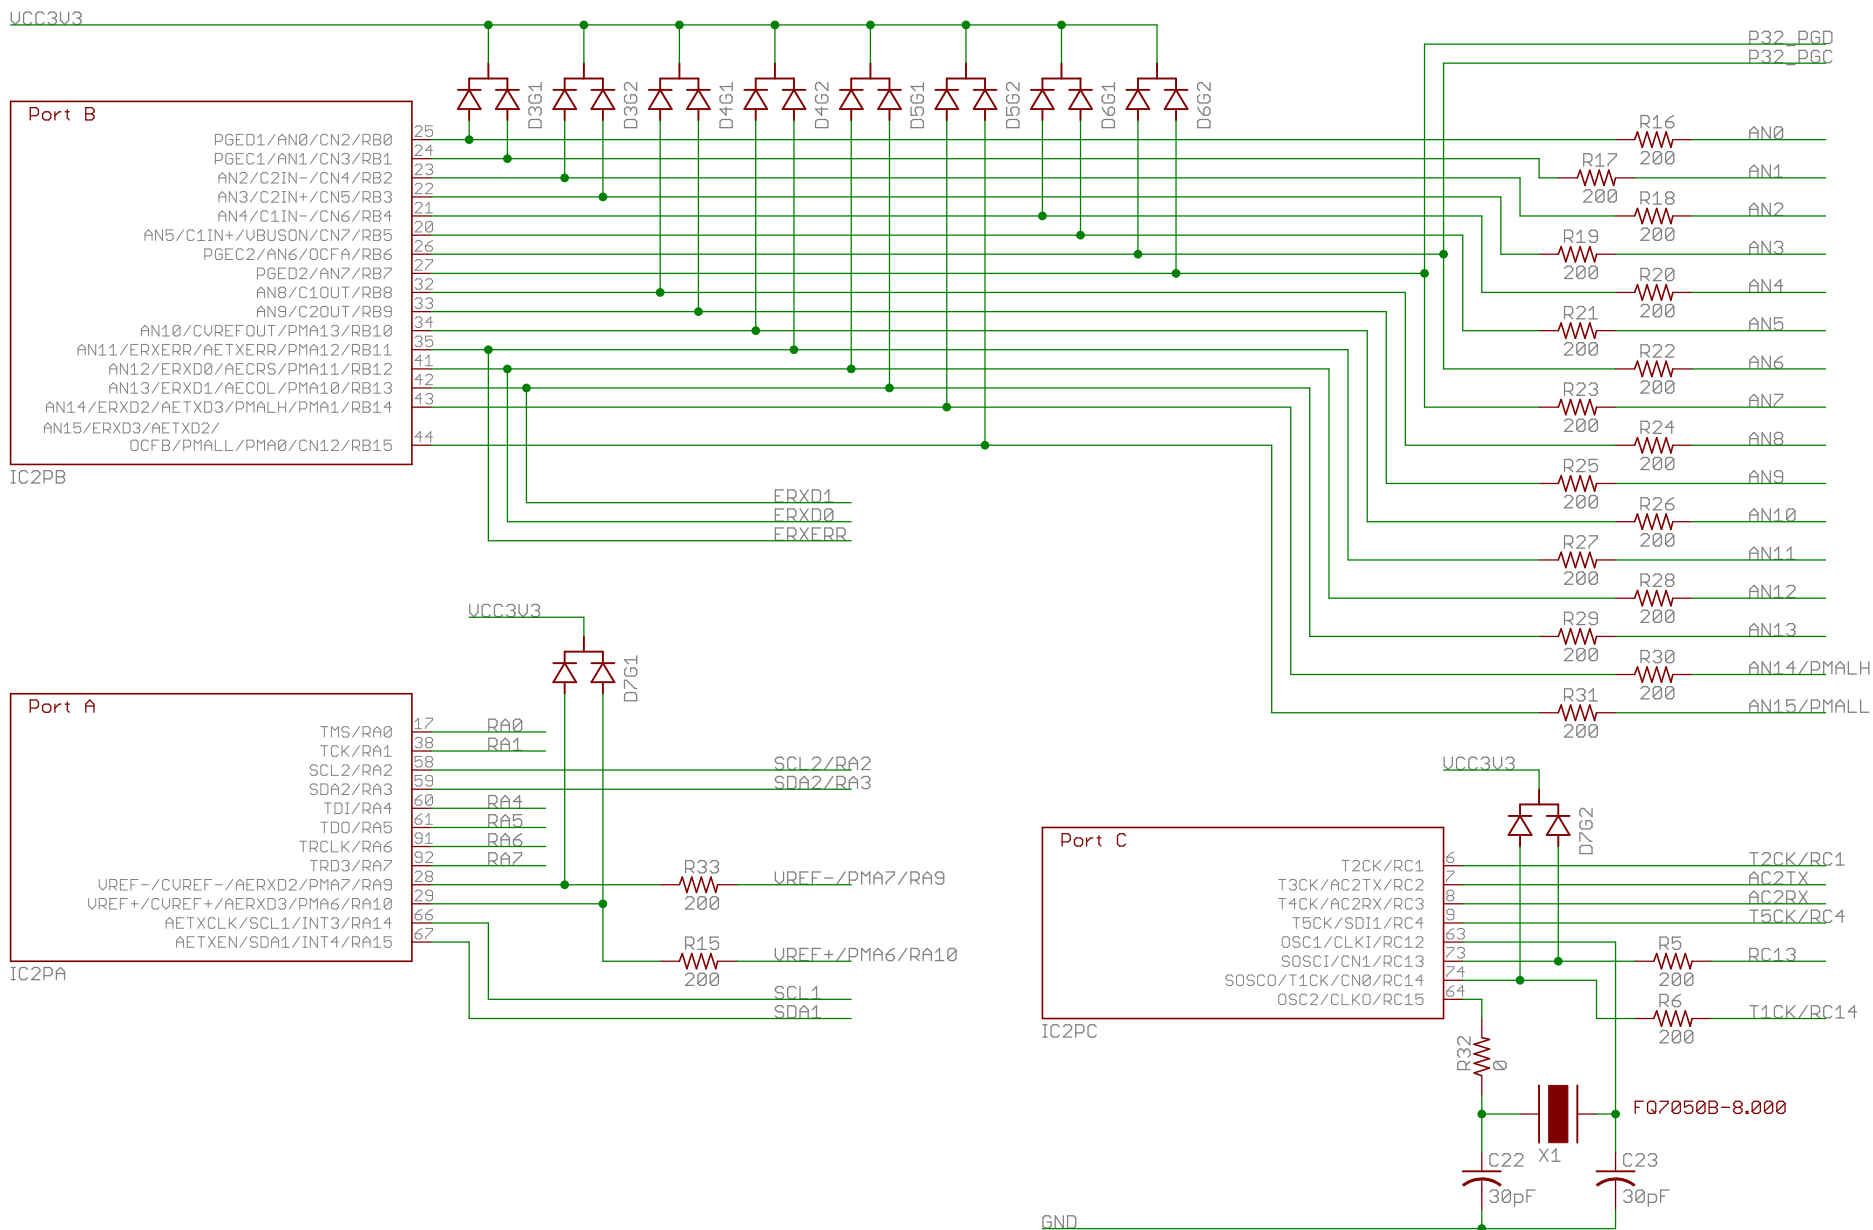 VCC3V3
P32_PGD
P32_PGC
D3G1
D3G2
D4G1
D4G2
D5G1
D5G2
D6G1
D6G2
Port B
PGED1/AN0/CN2/RB0 25
PGEC1/AN1/CN3/RB1 24
AN2/C2IN-/CN4/RB2 23
AN3/C2IN+/CN5/RB3 22
AN4/C1IN-/CN6/RB4 21
AN5/C1IN+/VBUSON/CN7/RB5 20
PGEC2/AN6/OCFA/RB6 26
PGED2/AN7/RB7 27
AN8/C1OUT/RB8 32
AN9/C2OUT/RB9 33
AN10/CVREFOUT/PMA13/RB10 34
AN11/ERXERR/AETXERR/PMA12/RB11 35
AN12/ERXD0/AECRS/PMA11/RB12 41
AN13/ERXD1/AECOL/PMA10/RB13 42
AN14/ERXD2/AETXD3/PMALH/PMA1/RB14 43
AN15/ERXD3/AETXD2/
OCFB/PMALL/PMA0/CN12/RB15 44
IC2PB
ERXD1
ERXD0
ERXERR
R16 200 AN0
R17 200 AN1
R18 200 AN2
R19 200 AN3
R20 200 AN4
R21 200 AN5
R22 200 AN6
R23 200 AN7
R24 200 AN8
R25 200 AN9
R26 200 AN10
R27 200 AN11
R28 200 AN12
R29 200 AN13
R30 200 AN14/PMALH
R31 200 AN15/PMALL
VCC3V3
D7G1
Port A
TMS/RA0 17 RA0
TCK/RA1 38 RA1
SCL2/RA2 58 SCL2/RA2
SDA2/RA3 59 SDA2/RA3
TDI/RA4 60 RA4
TDO/RA5 61 RA5
TRCLK/RA6 91 RA6
TRD3/RA7 92 RA7
VREF-/CVREF-/AERXD2/PMA7/RA9 28
VREF+/CVREF+/AERXD3/PMA6/RA10 29
AETXCLK/SCL1/INT3/RA14 66
AETXEN/SDA1/INT4/RA15 67
IC2PA
R33 200 VREF-/PMA7/RA9
R15 200 VREF+/PMA6/RA10
SCL1
SDA1
VCC3V3
D7G2
Port C
T2CK/RC1 6 T2CK/RC1
T3CK/AC2TX/RC2 7 AC2TX
T4CK/AC2RX/RC3 8 AC2RX
T5CK/SDI1/RC4 9 T5CK/RC4
OSC1/CLKI/RC12 63
SOSCI/CN1/RC13 73
SOSCO/T1CK/CN0/RC14 74
OSC2/CLKO/RC15 64
IC2PC
R5 200 RC13
R6 200 T1CK/RC14
R32 0
FQ7050B-8.000
X1
C22 30pF
C23 30pF
GND